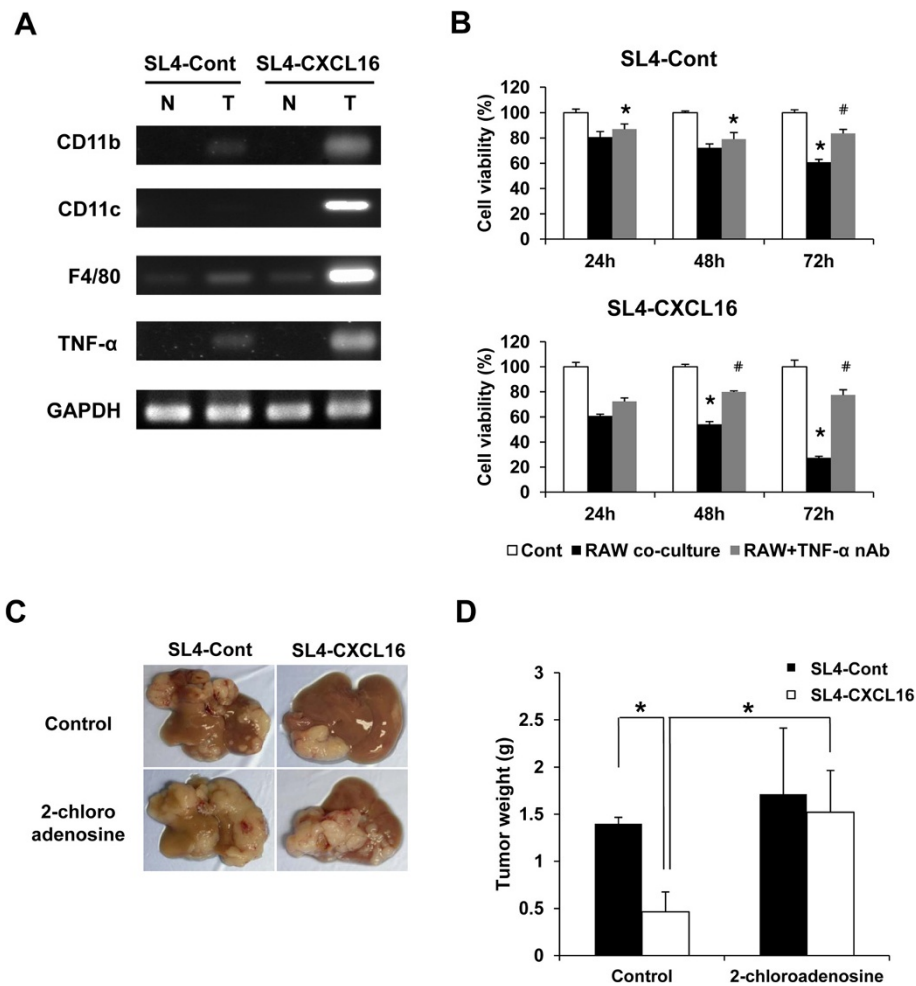 A
SL4-Cont SL4-CXCL16
N T N T
CD11b
CD11c
F4/80
TNF-α
GAPDH
B
SL4-Cont
Cell viability (%)
120
100
80
60
40
20
0
* * * #
24h 48h 72h
SL4-CXCL16
Cell viability (%)
120
100
80
60
40
20
0
* # * #
24h 48h 72h
Cont RAW co-culture RAW+TNF-α nAb
C
SL4-Cont SL4-CXCL16
Control
2-chloro
adenosine
D
Tumor weight (g)
3
2.5
2
1.5
1
0.5
0
SL4-Cont
SL4-CXCL16
* *
Control 2-chloroadenosine